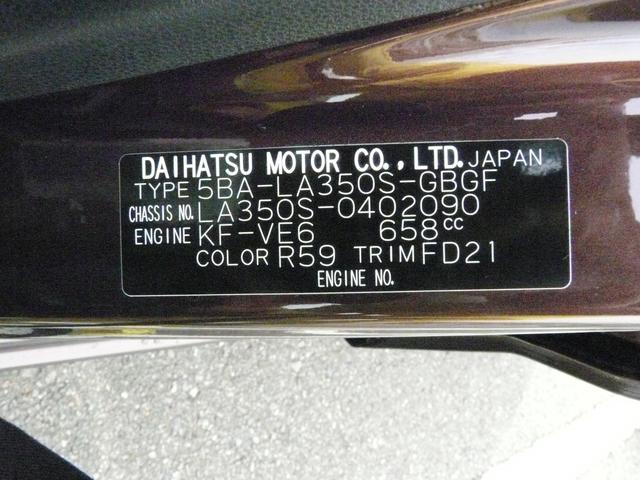 DAIHATSU MOTOR CO., LTD. JAPAN
TYPE 5BA-LA350S-GBGF
CHASSIS NO. LA350S-0402090
ENGINE KF-VE6 658cc
COLOR R59 TRIM FD21
ENGINE NO.